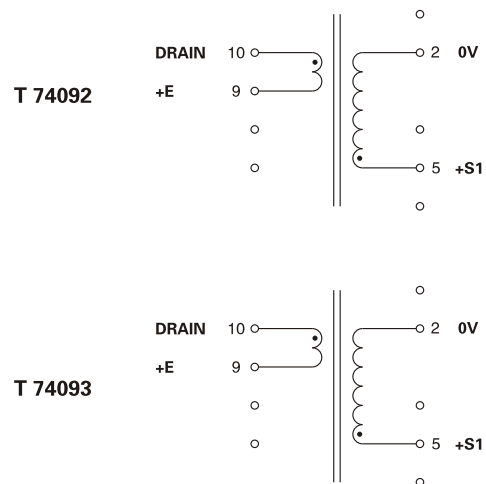 DRAIN 10 2 0V
T 74092
+E 9
5 +S1
DRAIN 10 2 0V
+E 9
T 74093
5 +S1